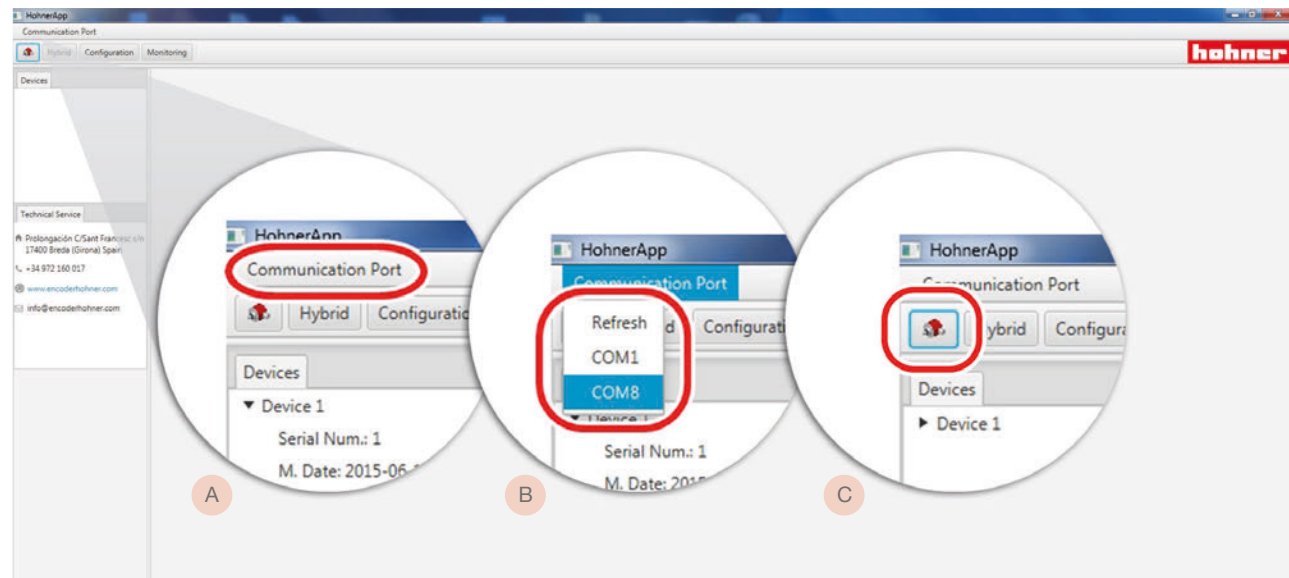 HohnerApp
Communication Port
Hybrid Configuration Monitoring
hohner
Devices
Technical Service
Prolongación C/Sant Francesc s/n
17400 Breda (Girona) Spain
+34 972 160 017
www.encoderhohner.com
info@encoderhohner.com
HohnerApp
Communication Port
Hybrid Configuratio
Devices
Device 1
Serial Num.: 1
M. Date: 2015-06-
A
HohnerApp
Communication Port
Refresh
COM1
COM8
d Configurati
Device 1
Serial Num.: 1
M. Date: 201
B
HohnerApp
Communication Port
ybrid Configura
Devices
Device 1
C